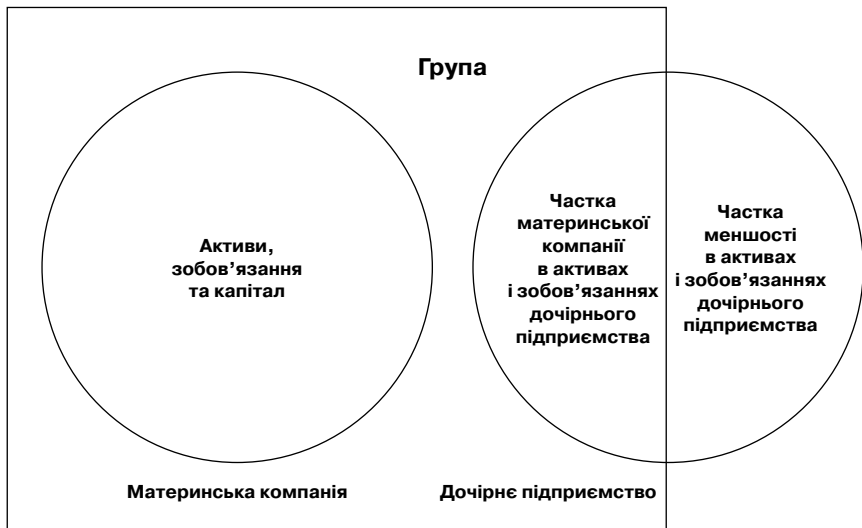 Група
Активи,
зобов’язання
та капітал
Частка
материнської
компанії
в активах
і зобов’язаннях
дочірнього
підприємства
Частка
меншості
в активах
і зобов’язаннях
дочірнього
підприємства
Материнська компанія
Дочірнє підприємство